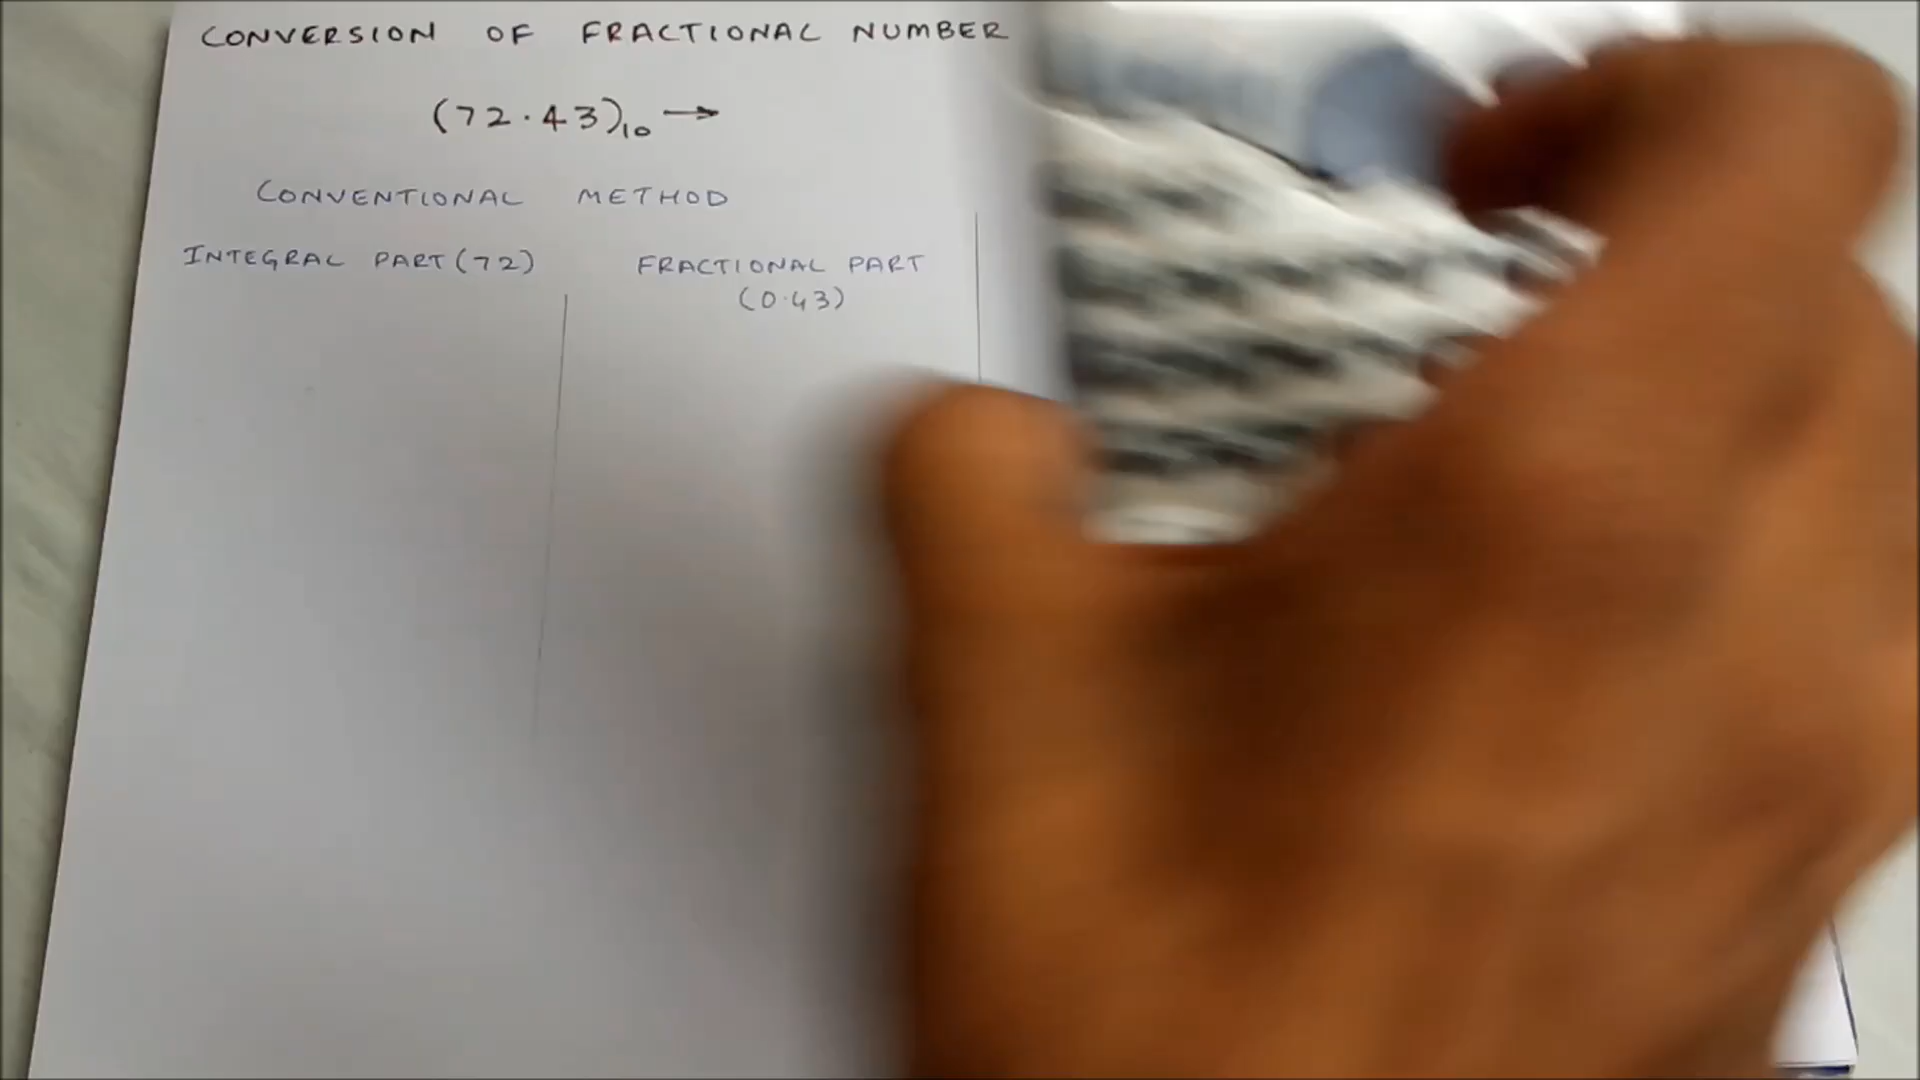 CONVERSION OF FRACTIONAL NUMBER
(72.43)10 →
CONVENTIONAL METHOD
INTEGRAL PART (72)
FRACTIONAL PART
(0.43)